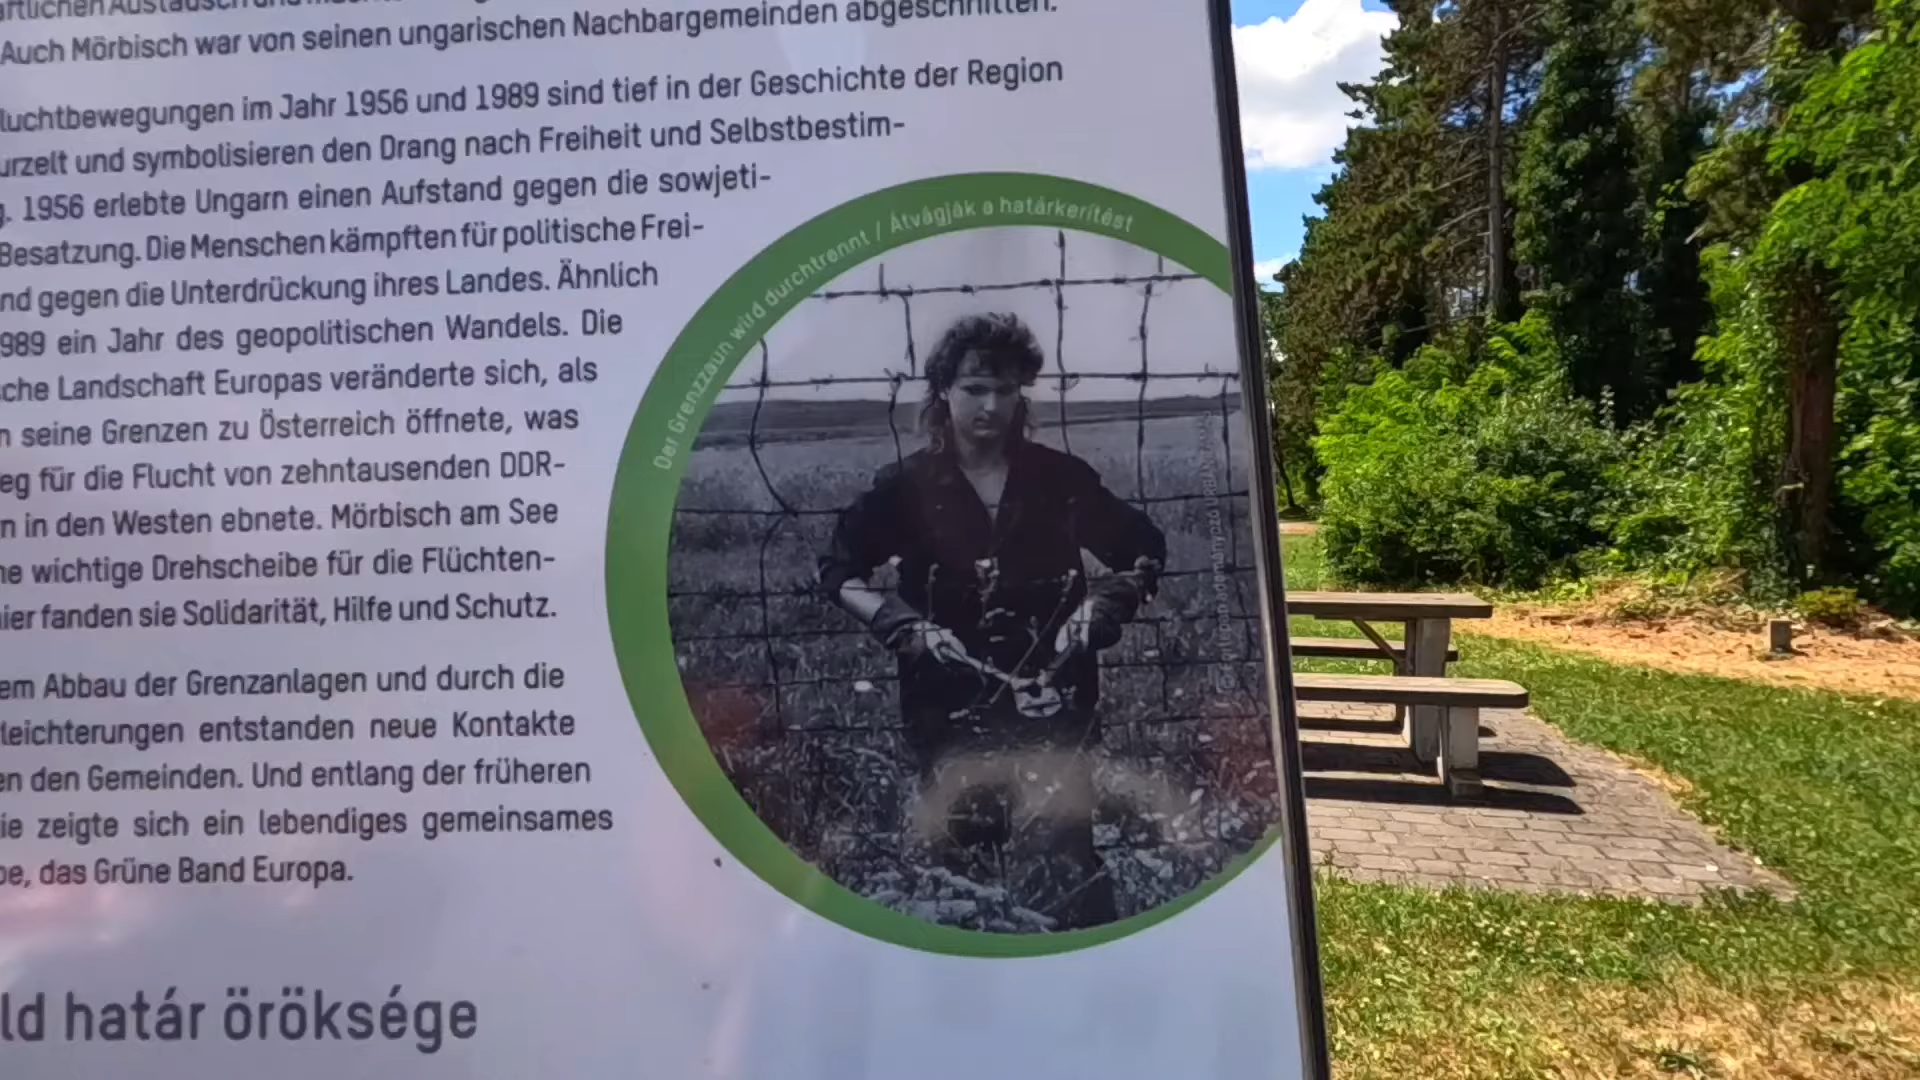 Auch Mörbisch war von seinen ungarischen Nachbargemeinden abgeschnitten.
luchtbewegungen im Jahr 1956 und 1989 sind tief in der Geschichte der Region
urzelt und symbolisieren den Drang nach Freiheit und Selbstbestim-
g. 1956 erlebte Ungarn einen Aufstand gegen die sowjeti-
Besatzung. Die Menschen kämpften für politische Frei-
nd gegen die Unterdrückung ihres Landes. Ähnlich
989 ein Jahr des geopolitischen Wandels. Die
che Landschaft Europas veränderte sich, als
n seine Grenzen zu Österreich öffnete, was
eg für die Flucht von zehntausenden DDR-
n in den Westen ebnete. Mörbisch am See
ne wichtige Drehscheibe für die Flüchten-
ier fanden sie Solidarität, Hilfe und Schutz.
em Abbau der Grenzanlagen und durch die
leichterungen entstanden neue Kontakte
en den Gemeinden. Und entlang der früheren
ie zeigte sich ein lebendiges gemeinsames
be, das Grüne Band Europa.
Der Grenzzaun wird durchtrennt / Átvágják a határkerítést
ld határ öröksége